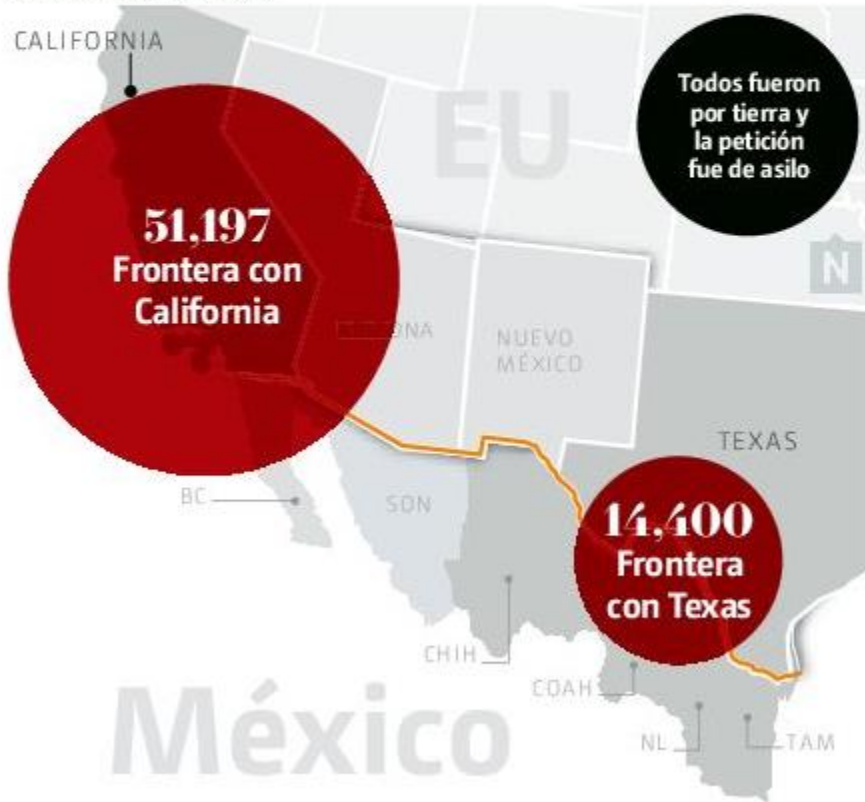 CALIFORNIA
EU
Todos fueron
por tierra y
la petición
fue de asilo
N
51,197
Frontera con
California
NUEVO
MÉXICO
TEXAS
BC
SON
14,400
Frontera
con Texas
CHIH
COAH
NL
TAM
México